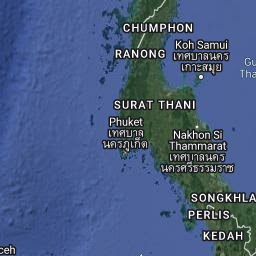 CHUMPHON
RANONG
Koh Samui
เทศบาลนคร
เกาะสมุย
Gu
Tha
SURAT THANI
Phuket
เทศบาล
นครภูเก็ต
Nakhon Si
Thammarat
เทศบาลนคร
นครศรีธรรมราช
SONGKHLA
PERLIS
KEDAH
ceh